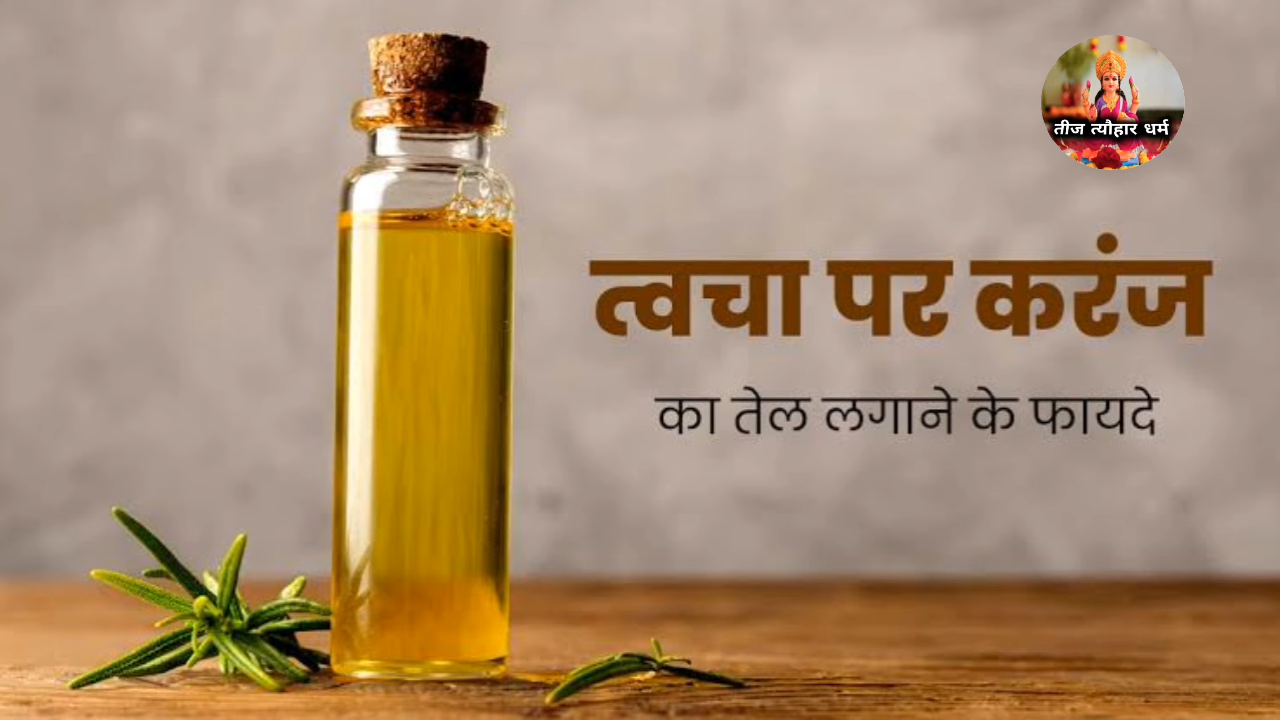 तीज त्यौहार धर्म
त्वचा पर करंज
का तेल लगाने के फायदे